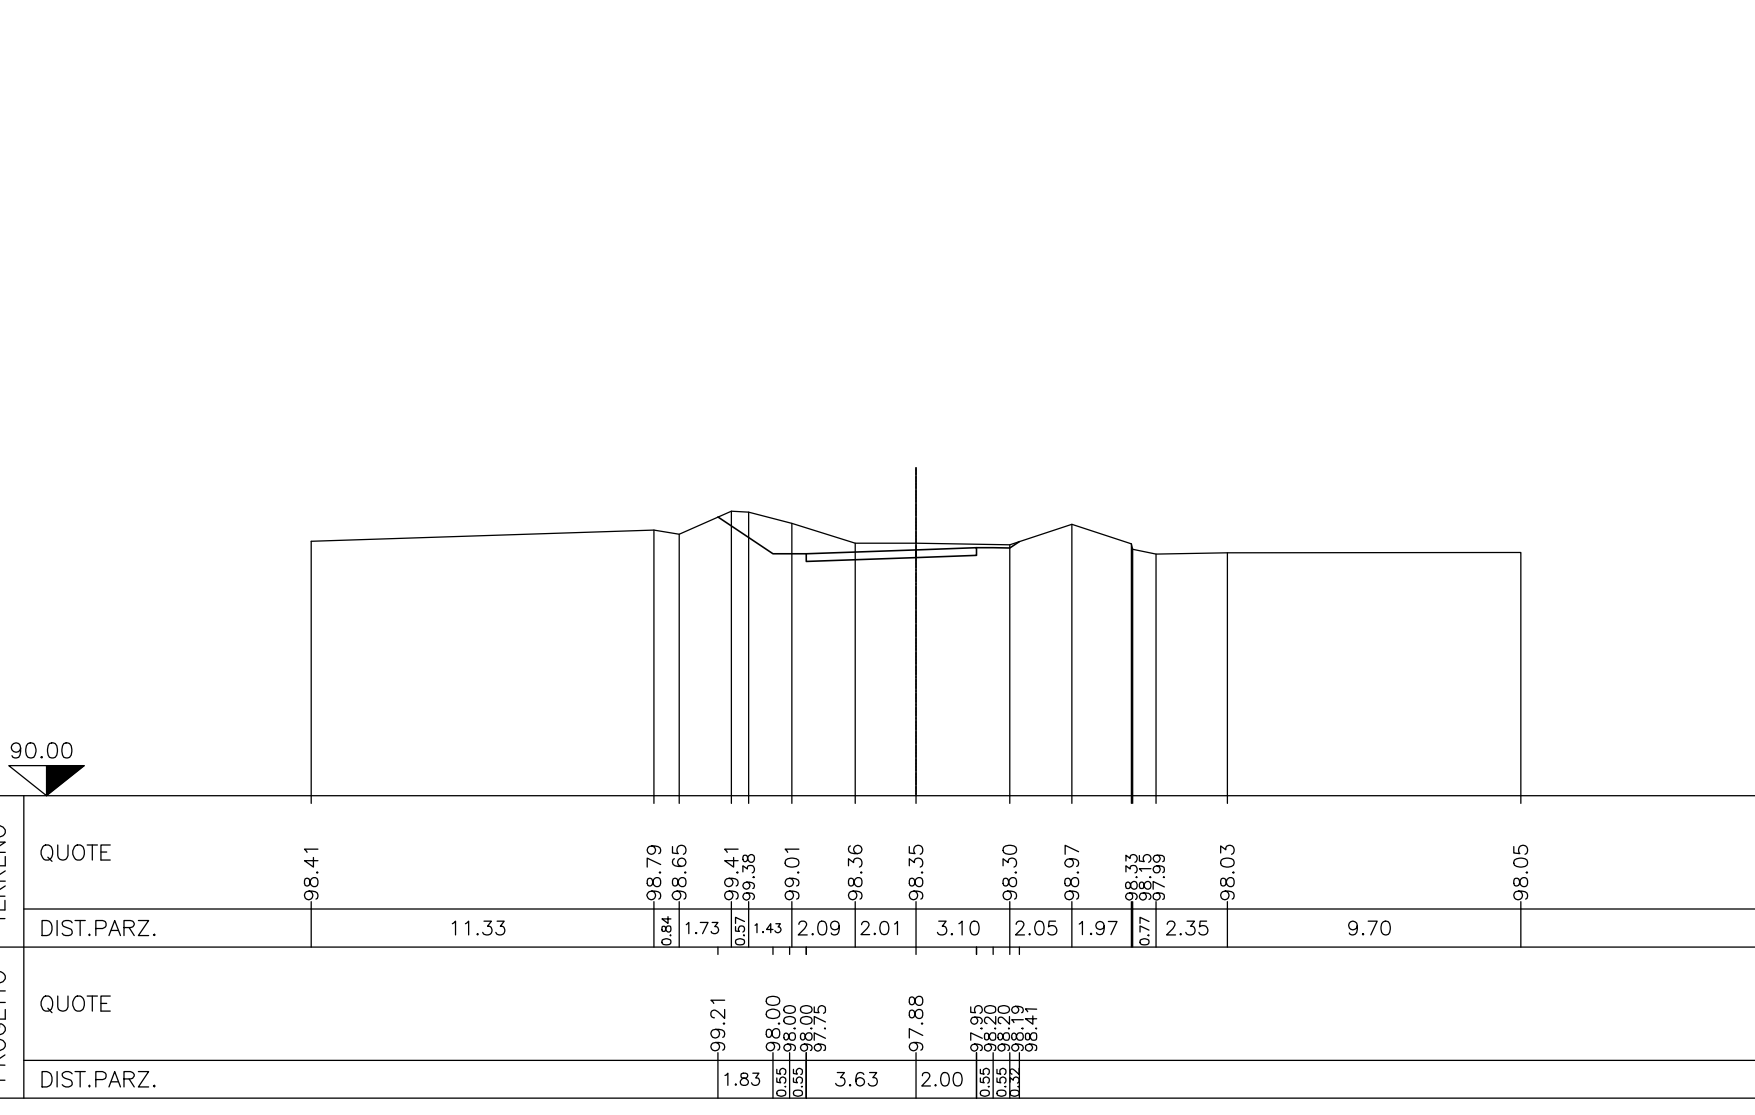 90.00
TERRENO
QUOTE
98.41 98.79 98.65 99.41 99.38 99.01 98.36 98.35 98.30 98.97 98.33 98.15 97.99 98.03 98.05
DIST.PARZ.
11.33 0.84 1.73 0.57 1.43 2.09 2.01 3.10 2.05 1.97 0.77 2.35 9.70
PROGETTO
QUOTE
99.21 98.00 98.00 98.00 97.75 97.88 97.95 98.20 98.20 98.19 98.41
DIST.PARZ.
1.83 0.55 0.55 3.63 2.00 0.55 0.55 0.32